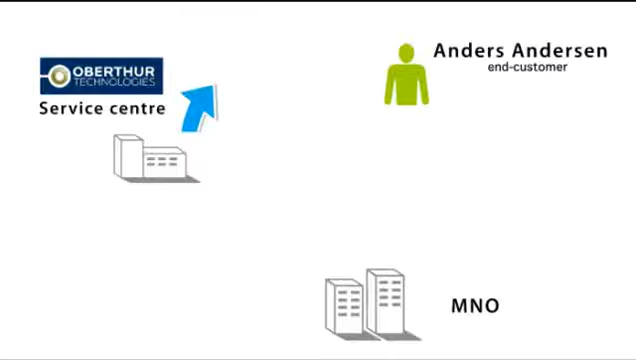 OBERTHUR
TECHNOLOGIES
Service centre
Anders Andersen
end-customer
MNO